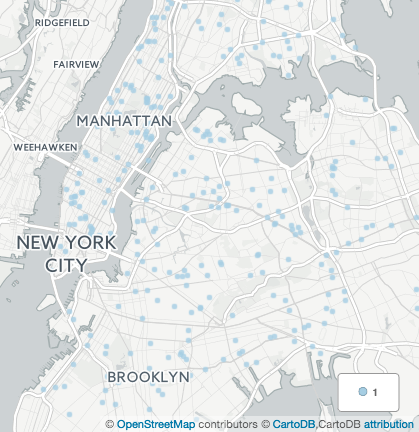 RIDGEFIELD
FAIRVIEW
MANHATTAN
WEEHAWKEN
NEW YORK
CITY
BROOKLYN
1
© OpenStreetMap contributors © CartoDB,CartoDB attribution